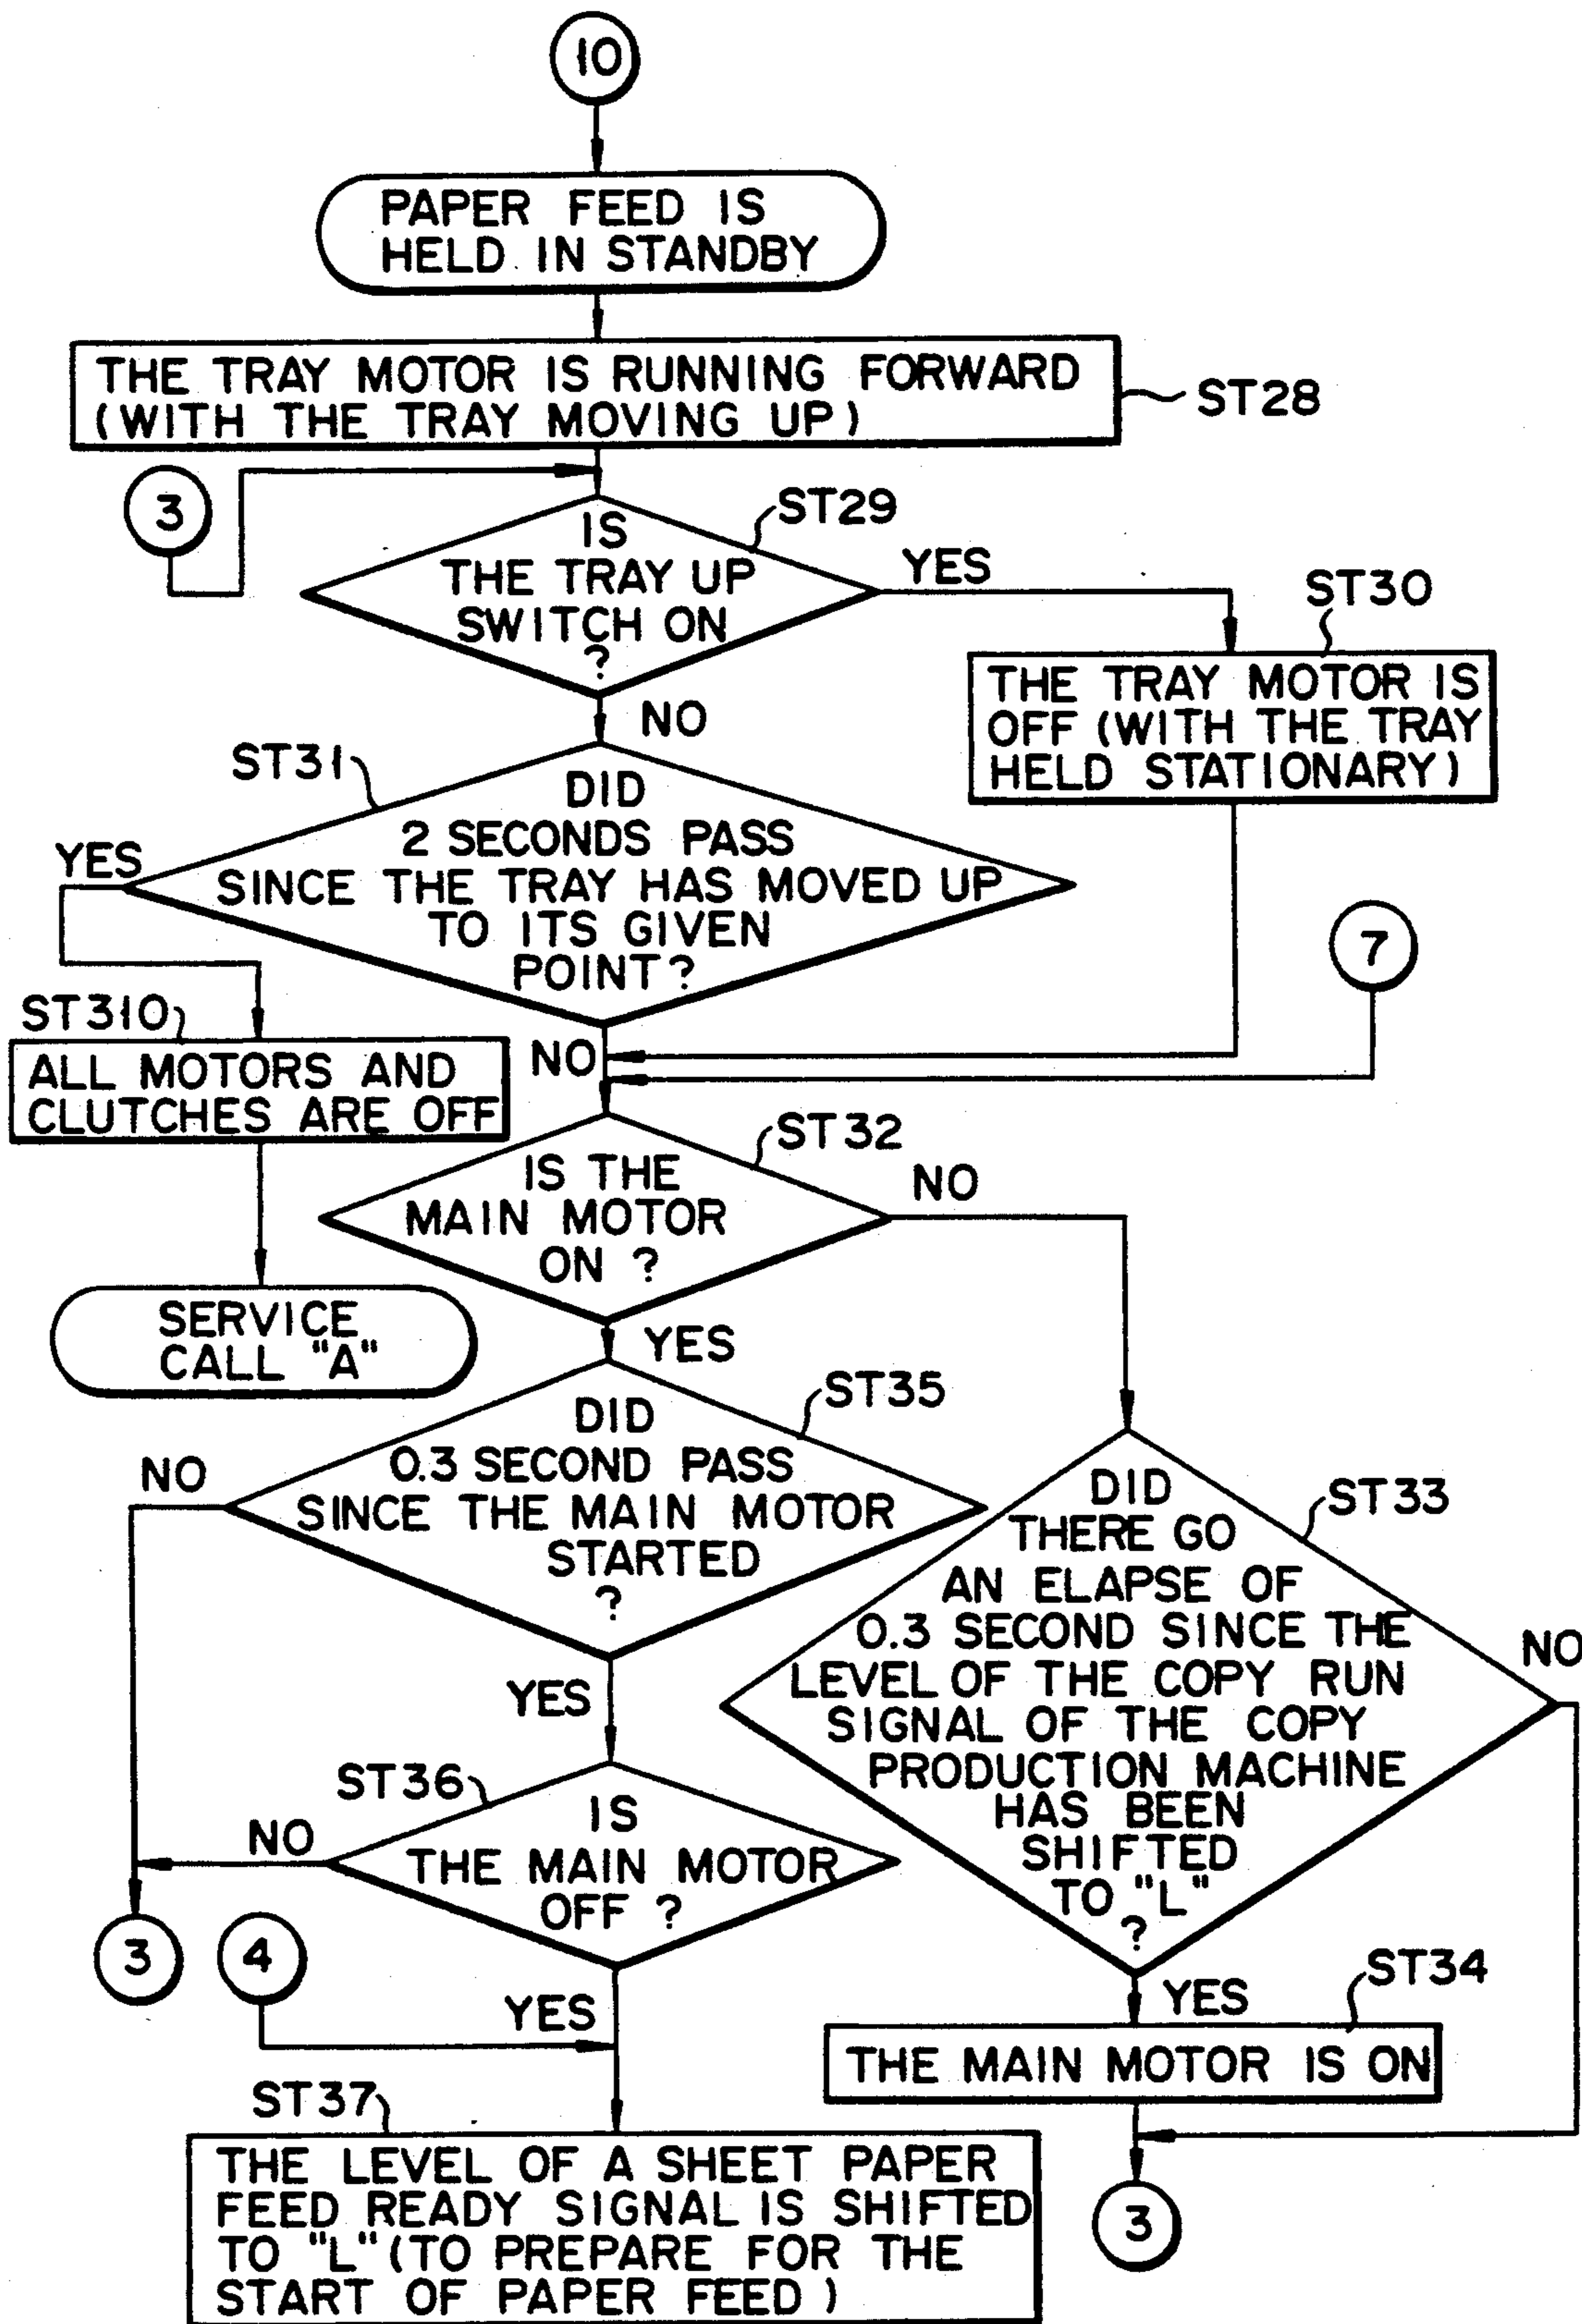 10
PAPER FEED IS
HELD IN STANDBY
THE TRAY MOTOR IS RUNNING FORWARD
(WITH THE TRAY MOVING UP)
ST28
3
ST29
IS
THE TRAY UP
SWITCH ON
?
YES
NO
ST30
THE TRAY MOTOR IS
OFF (WITH THE TRAY
HELD STATIONARY)
ST31
DID
2 SECONDS PASS
SINCE THE TRAY HAS MOVED UP
TO ITS GIVEN
POINT?
YES
NO
7
ST310
ALL MOTORS AND
CLUTCHES ARE OFF
SERVICE
CALL "A"
ST32
IS THE
MAIN MOTOR
ON ?
NO
YES
ST35
DID
0.3 SECOND PASS
SINCE THE MAIN MOTOR
STARTED
?
NO
YES
ST33
DID
THERE GO
AN ELAPSE OF
0.3 SECOND SINCE THE
LEVEL OF THE COPY RUN
SIGNAL OF THE COPY
PRODUCTION MACHINE
HAS BEEN
SHIFTED
TO "L"
?
NO
YES
ST36
IS
THE MAIN MOTOR
OFF ?
NO
YES
3
4
ST34
THE MAIN MOTOR IS ON
3
ST37
THE LEVEL OF A SHEET PAPER
FEED READY SIGNAL IS SHIFTED
TO "L" (TO PREPARE FOR THE
START OF PAPER FEED )